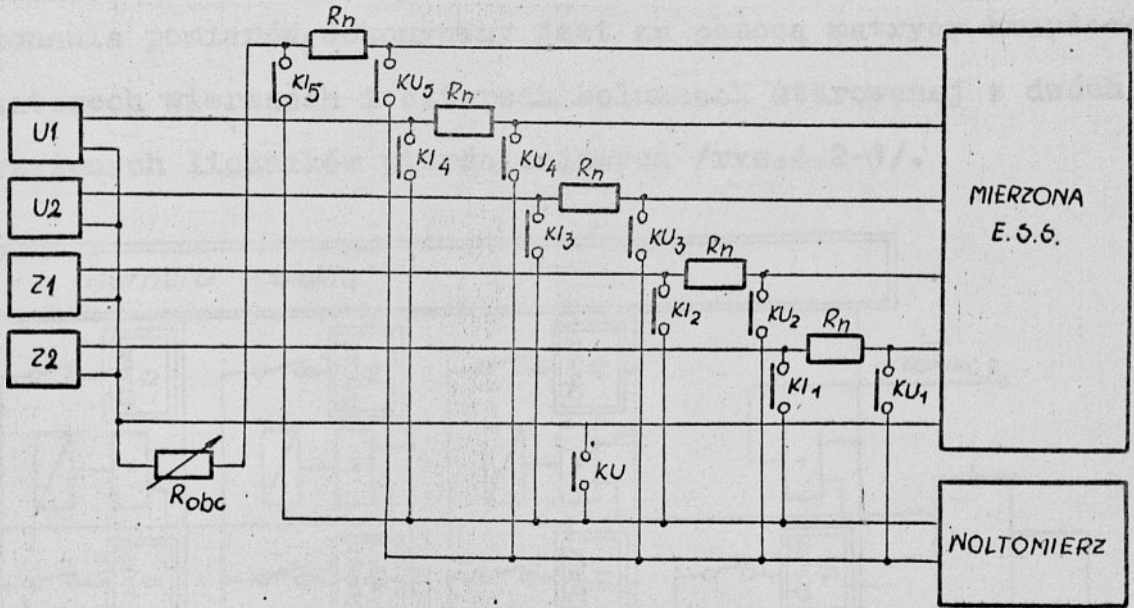 Rn
KI5
KU5
Rn
U1
KI4
KU4
Rn
U2
KI3
KU3
MIERZONA
E.S.S.
Rn
Z1
KI2
KU2
Rn
Z2
KI1
KU1
KU
Robc
WOLTOMIERZ